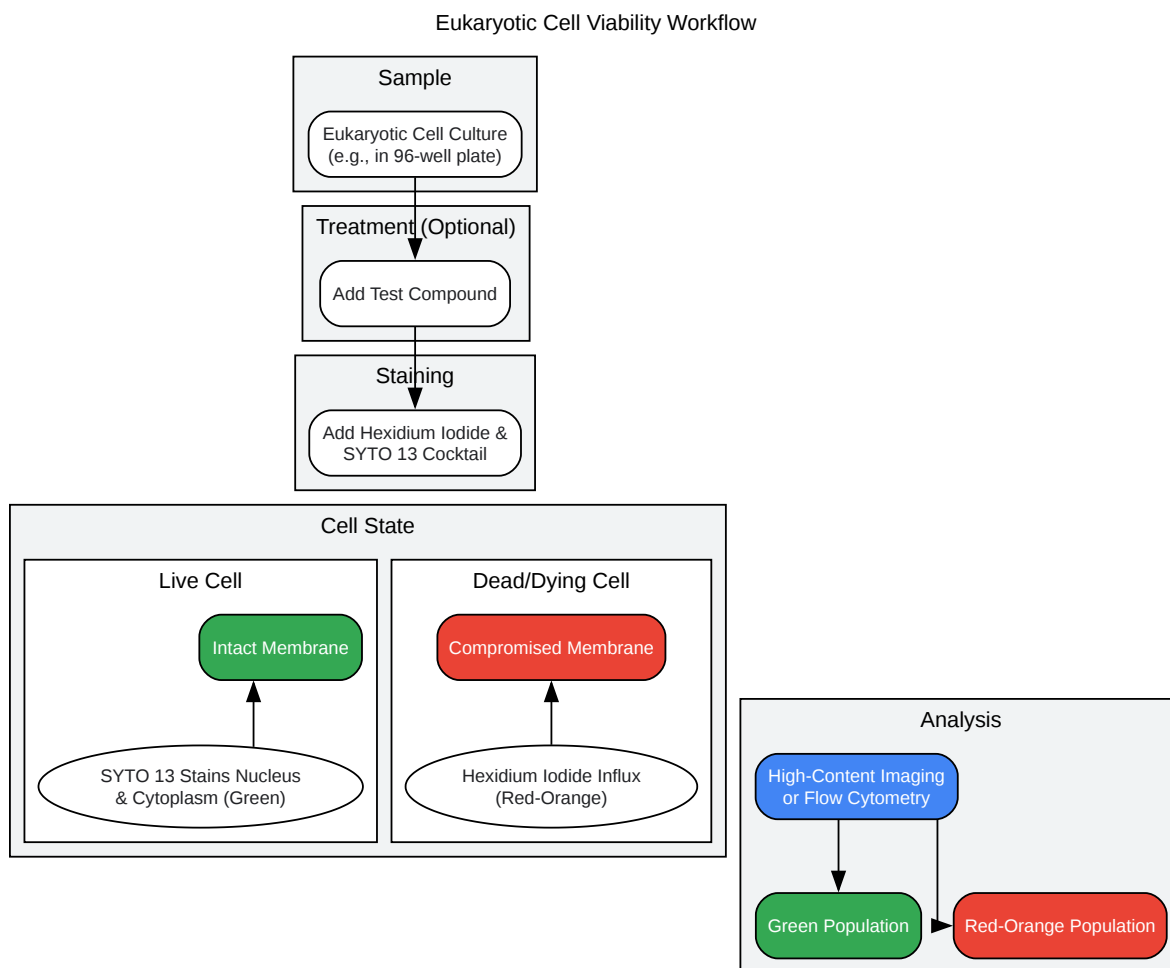 Eukaryotic Cell Viability Workflow
Sample
Eukaryotic Cell Culture
(e.g., in 96-well plate)
Treatment (Optional)
Add Test Compound
Staining
Add Hexidium Iodide &
SYTO 13 Cocktail
Cell State
Live Cell
Intact Membrane
SYTO 13 Stains Nucleus
& Cytoplasm (Green)
Dead/Dying Cell
Compromised Membrane
Hexidium Iodide Influx
(Red-Orange)
Analysis
High-Content Imaging
or Flow Cytometry
Green Population
Red-Orange Population